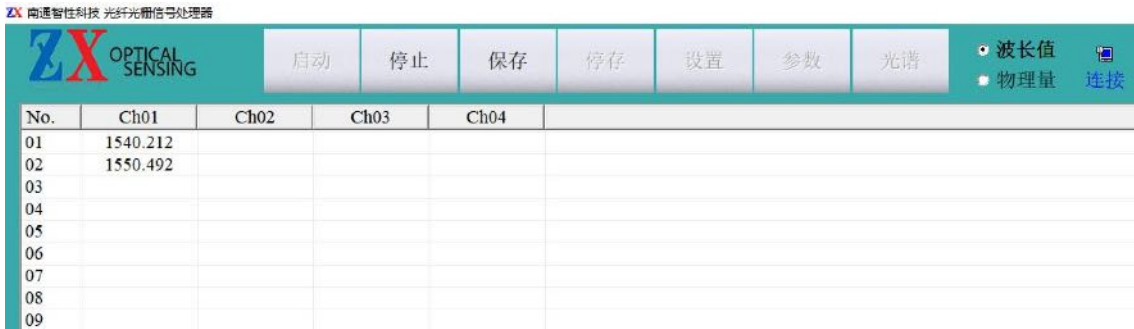 ZX 南通智性科技 光纤光栅信号处理器
ZX OPTICAL SENSING
启动 停止 保存 停存 设置 参数 光谱
波长值
物理量
连接
No. Ch01 Ch02 Ch03 Ch04
01 1540.212
02 1550.492
03
04
05
06
07
08
09